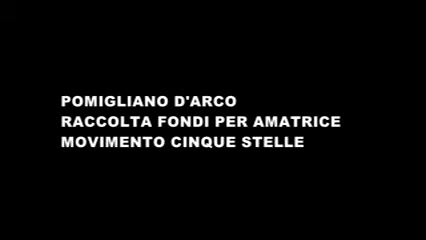 POMIGLIANO D'ARCO
RACCOLTA FONDI PER AMATRICE
MOVIMENTO CINQUE STELLE